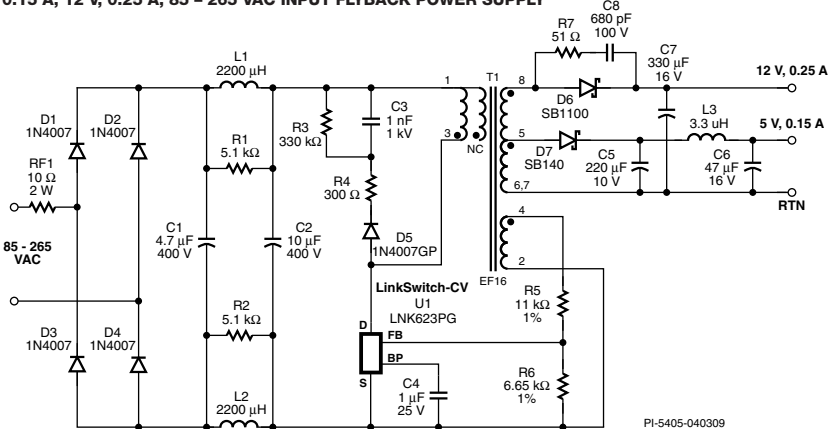 0.15 A, 12 V, 0.25 A, 85 – 265 VAC INPUT FLYBACK POWER SUPPLY
C8
680 pF
100 V
R7
51 Ω
C7
330 µF
16 V
12 V, 0.25 A
L1
2200 µH
1
T1
8
D6
SB1100
D1
1N4007
D2
1N4007
R3
330 kΩ
C3
1 nF
1 kV
L3
3.3 uH
5 V, 0.15 A
R1
5.1 kΩ
3
NC
5
D7
SB140
C5
220 µF
10 V
C6
47 µF
16 V
RF1
10 Ω
2 W
R4
300 Ω
6,7
RTN
85 - 265
VAC
C1
4.7 µF
400 V
C2
10 µF
400 V
D5
1N4007GP
4
2
EF16
LinkSwitch-CV
U1
LNK623PG
R5
11 kΩ
1%
R2
5.1 kΩ
D
FB
BP
S
D3
1N4007
D4
1N4007
R6
6.65 kΩ
1%
C4
1 µF
25 V
L2
2200 µH
PI-5405-040309